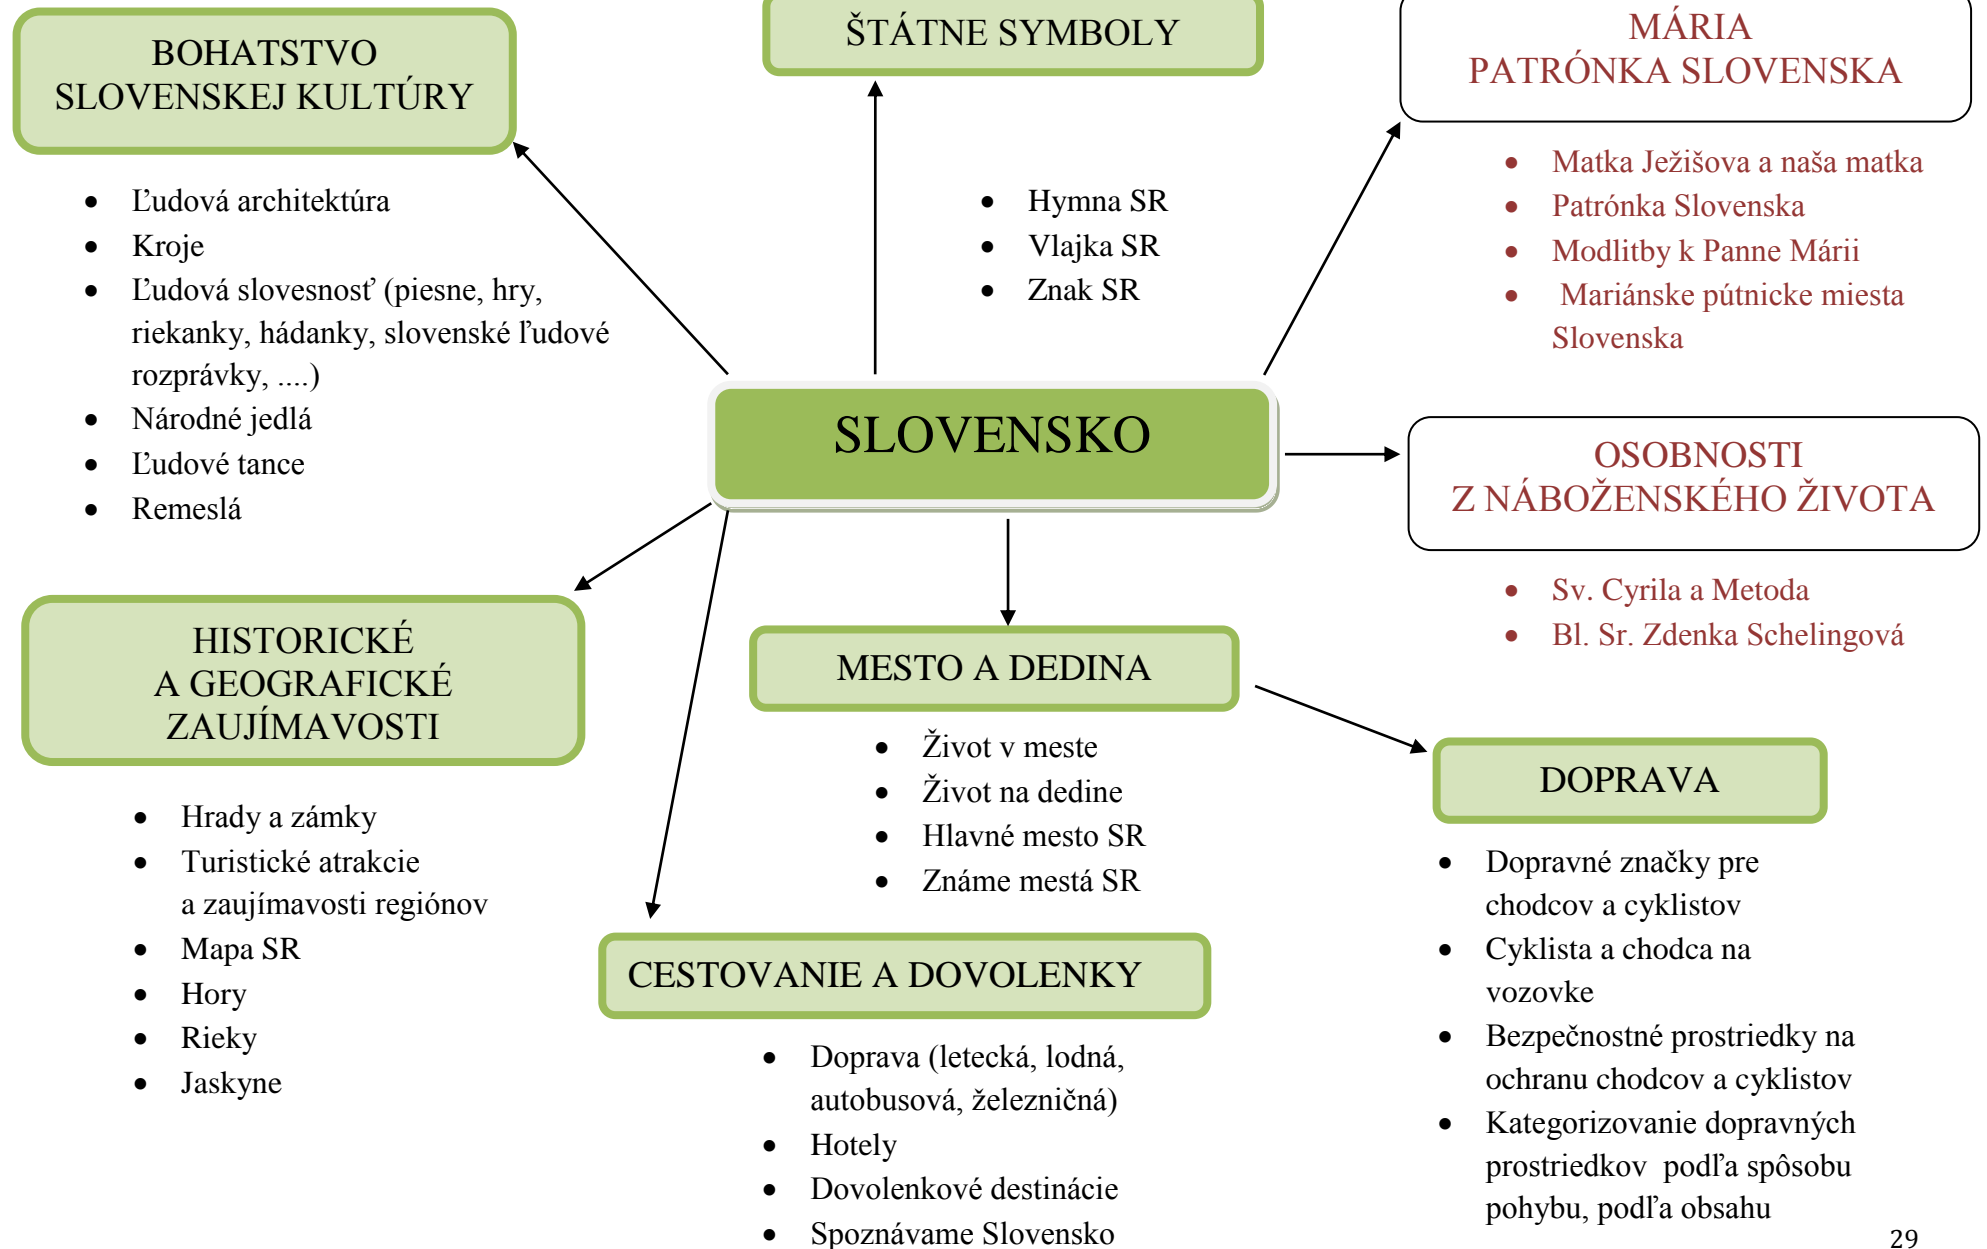 BOHATSTVO
SLOVENSKEJ KULTÚRY
• Ľudová architektúra
• Kroje
• Ľudová slovesnosť (piesne, hry,
riekanky, hádanky, slovenské ľudové
rozprávky, ....)
• Národné jedlá
• Ľudové tance
• Remeslá
ŠTÁTNE SYMBOLY
• Hymna SR
• Vlajka SR
• Znak SR
MÁRIA
PATRÓNKA SLOVENSKA
• Matka Ježišova a naša matka
• Patrónka Slovenska
• Modlitby k Panne Márii
• Mariánske pútnicke miesta
Slovenska
SLOVENSKO
OSOBNOSTI
Z NÁBOŽENSKÉHO ŽIVOTA
• Sv. Cyrila a Metoda
• Bl. Sr. Zdenka Schelingová
HISTORICKÉ
A GEOGRAFICKÉ
ZAUJÍMAVOSTI
• Hrady a zámky
• Turistické atrakcie
a zaujímavosti regiónov
• Mapa SR
• Hory
• Rieky
• Jaskyne
MESTO A DEDINA
• Život v meste
• Život na dedine
• Hlavné mesto SR
• Známe mestá SR
CESTOVANIE A DOVOLENKY
• Doprava (letecká, lodná,
autobusová, železničná)
• Hotely
• Dovolenkové destinácie
• Spoznávame Slovensko
DOPRAVA
• Dopravné značky pre
chodcov a cyklistov
• Cyklista a chodca na
vozovke
• Bezpečnostné prostriedky na
ochranu chodcov a cyklistov
• Kategorizovanie dopravných
prostriedkov podľa spôsobu
pohybu, podľa obsahu
29